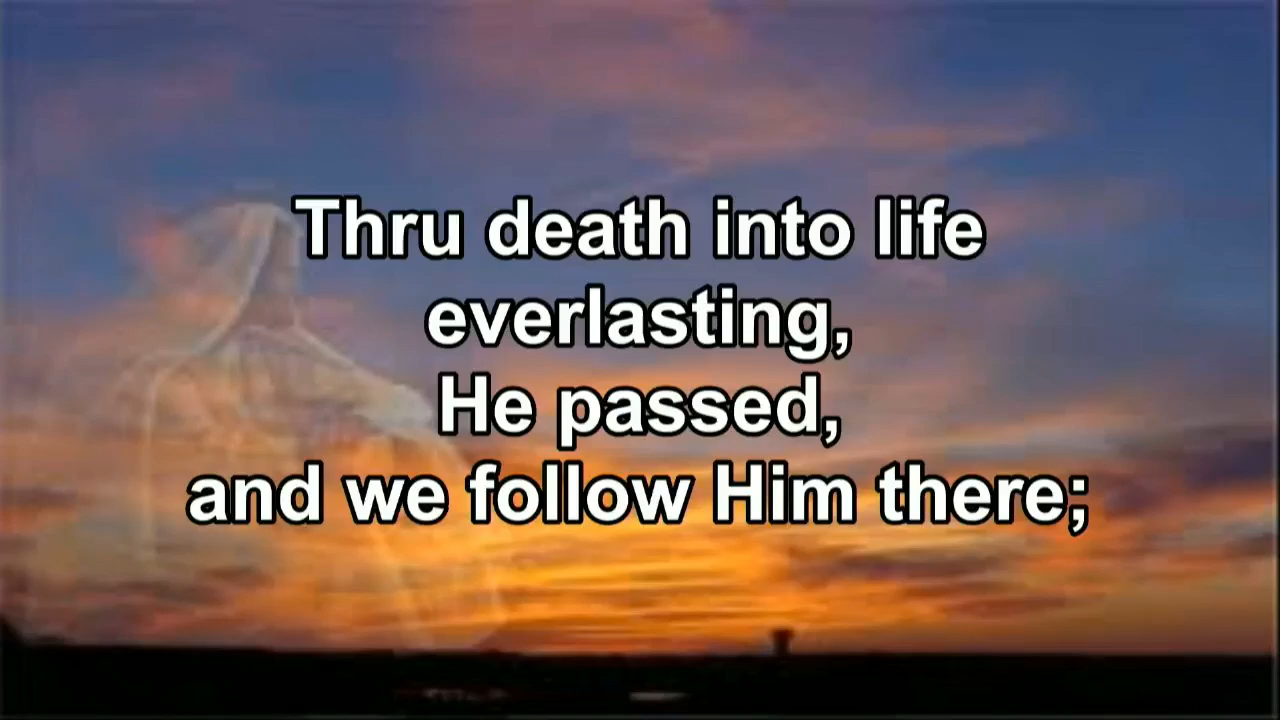 Thru death into life
everlasting,
He passed,
and we follow Him there;